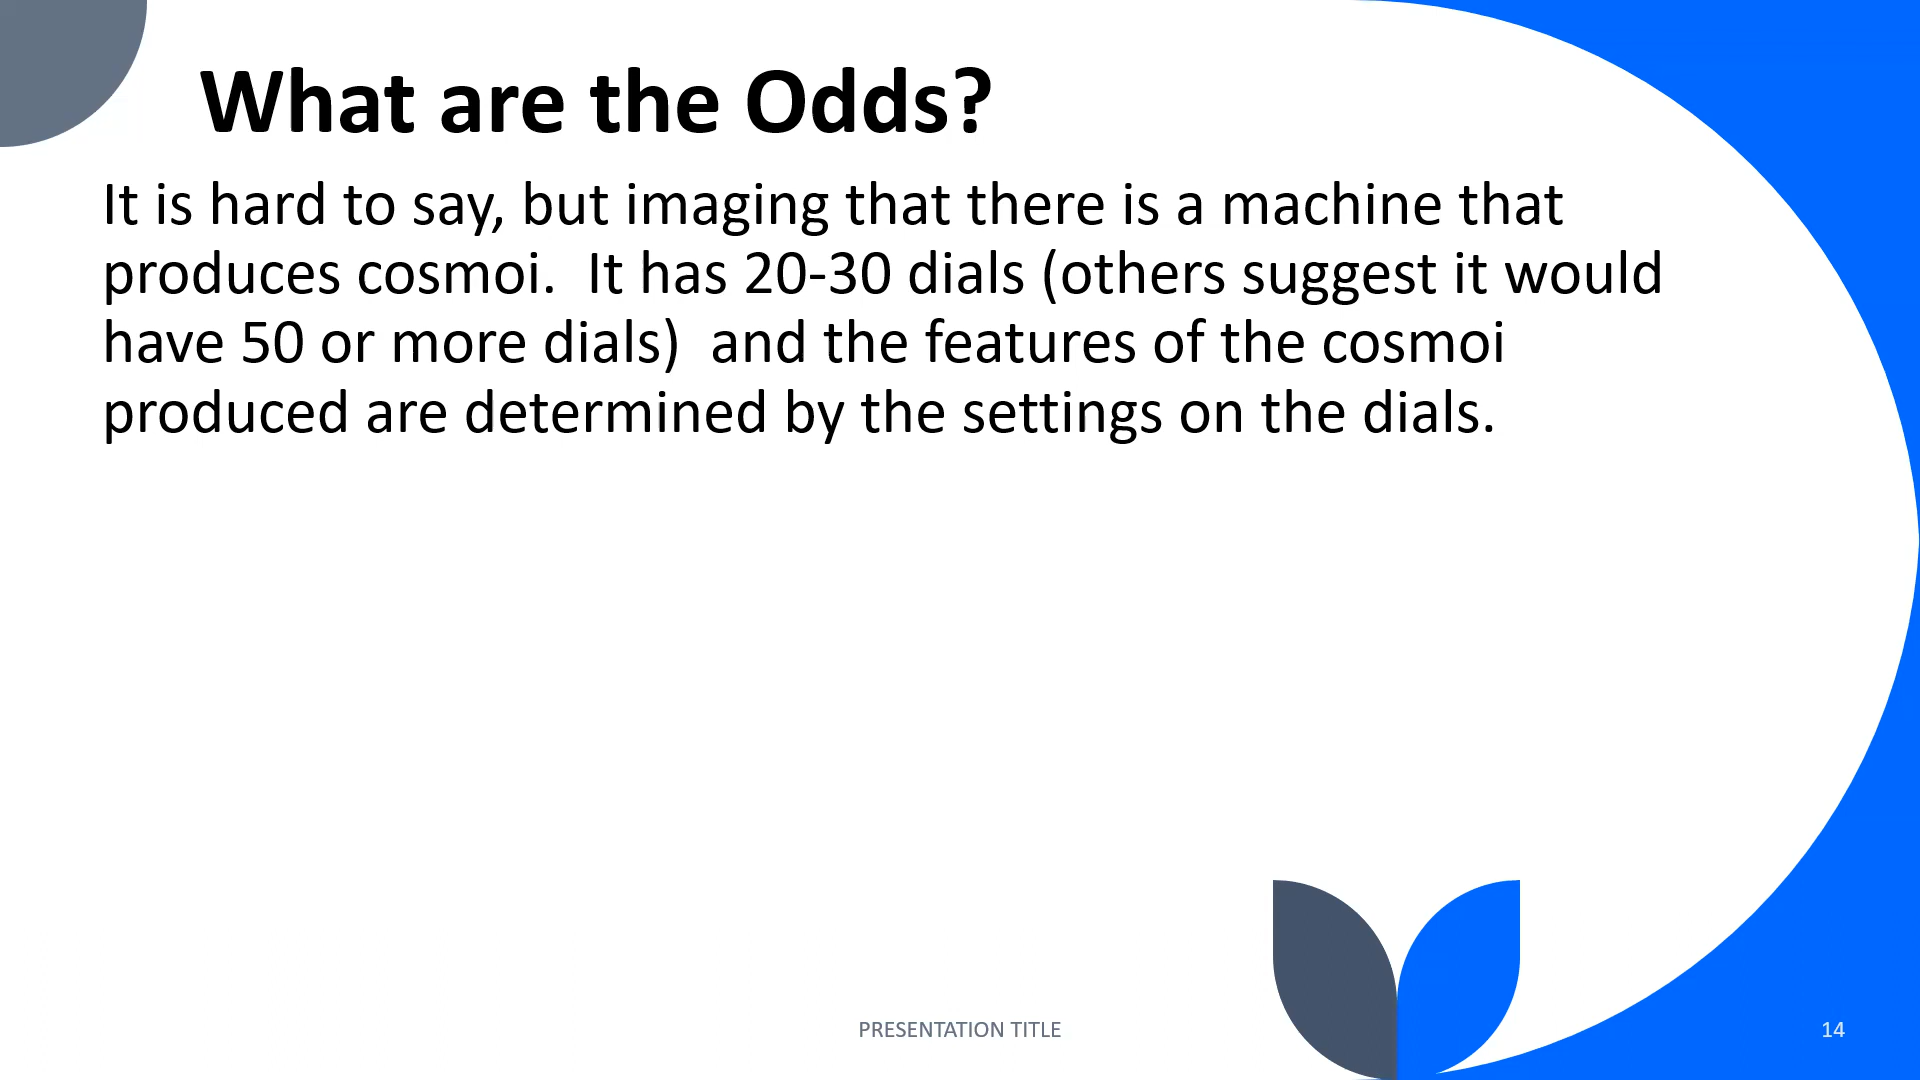 What are the Odds?
It is hard to say, but imaging that there is a machine that
produces cosmoi.  It has 20-30 dials (others suggest it would
have 50 or more dials)  and the features of the cosmoi
produced are determined by the settings on the dials.
PRESENTATION TITLE
14